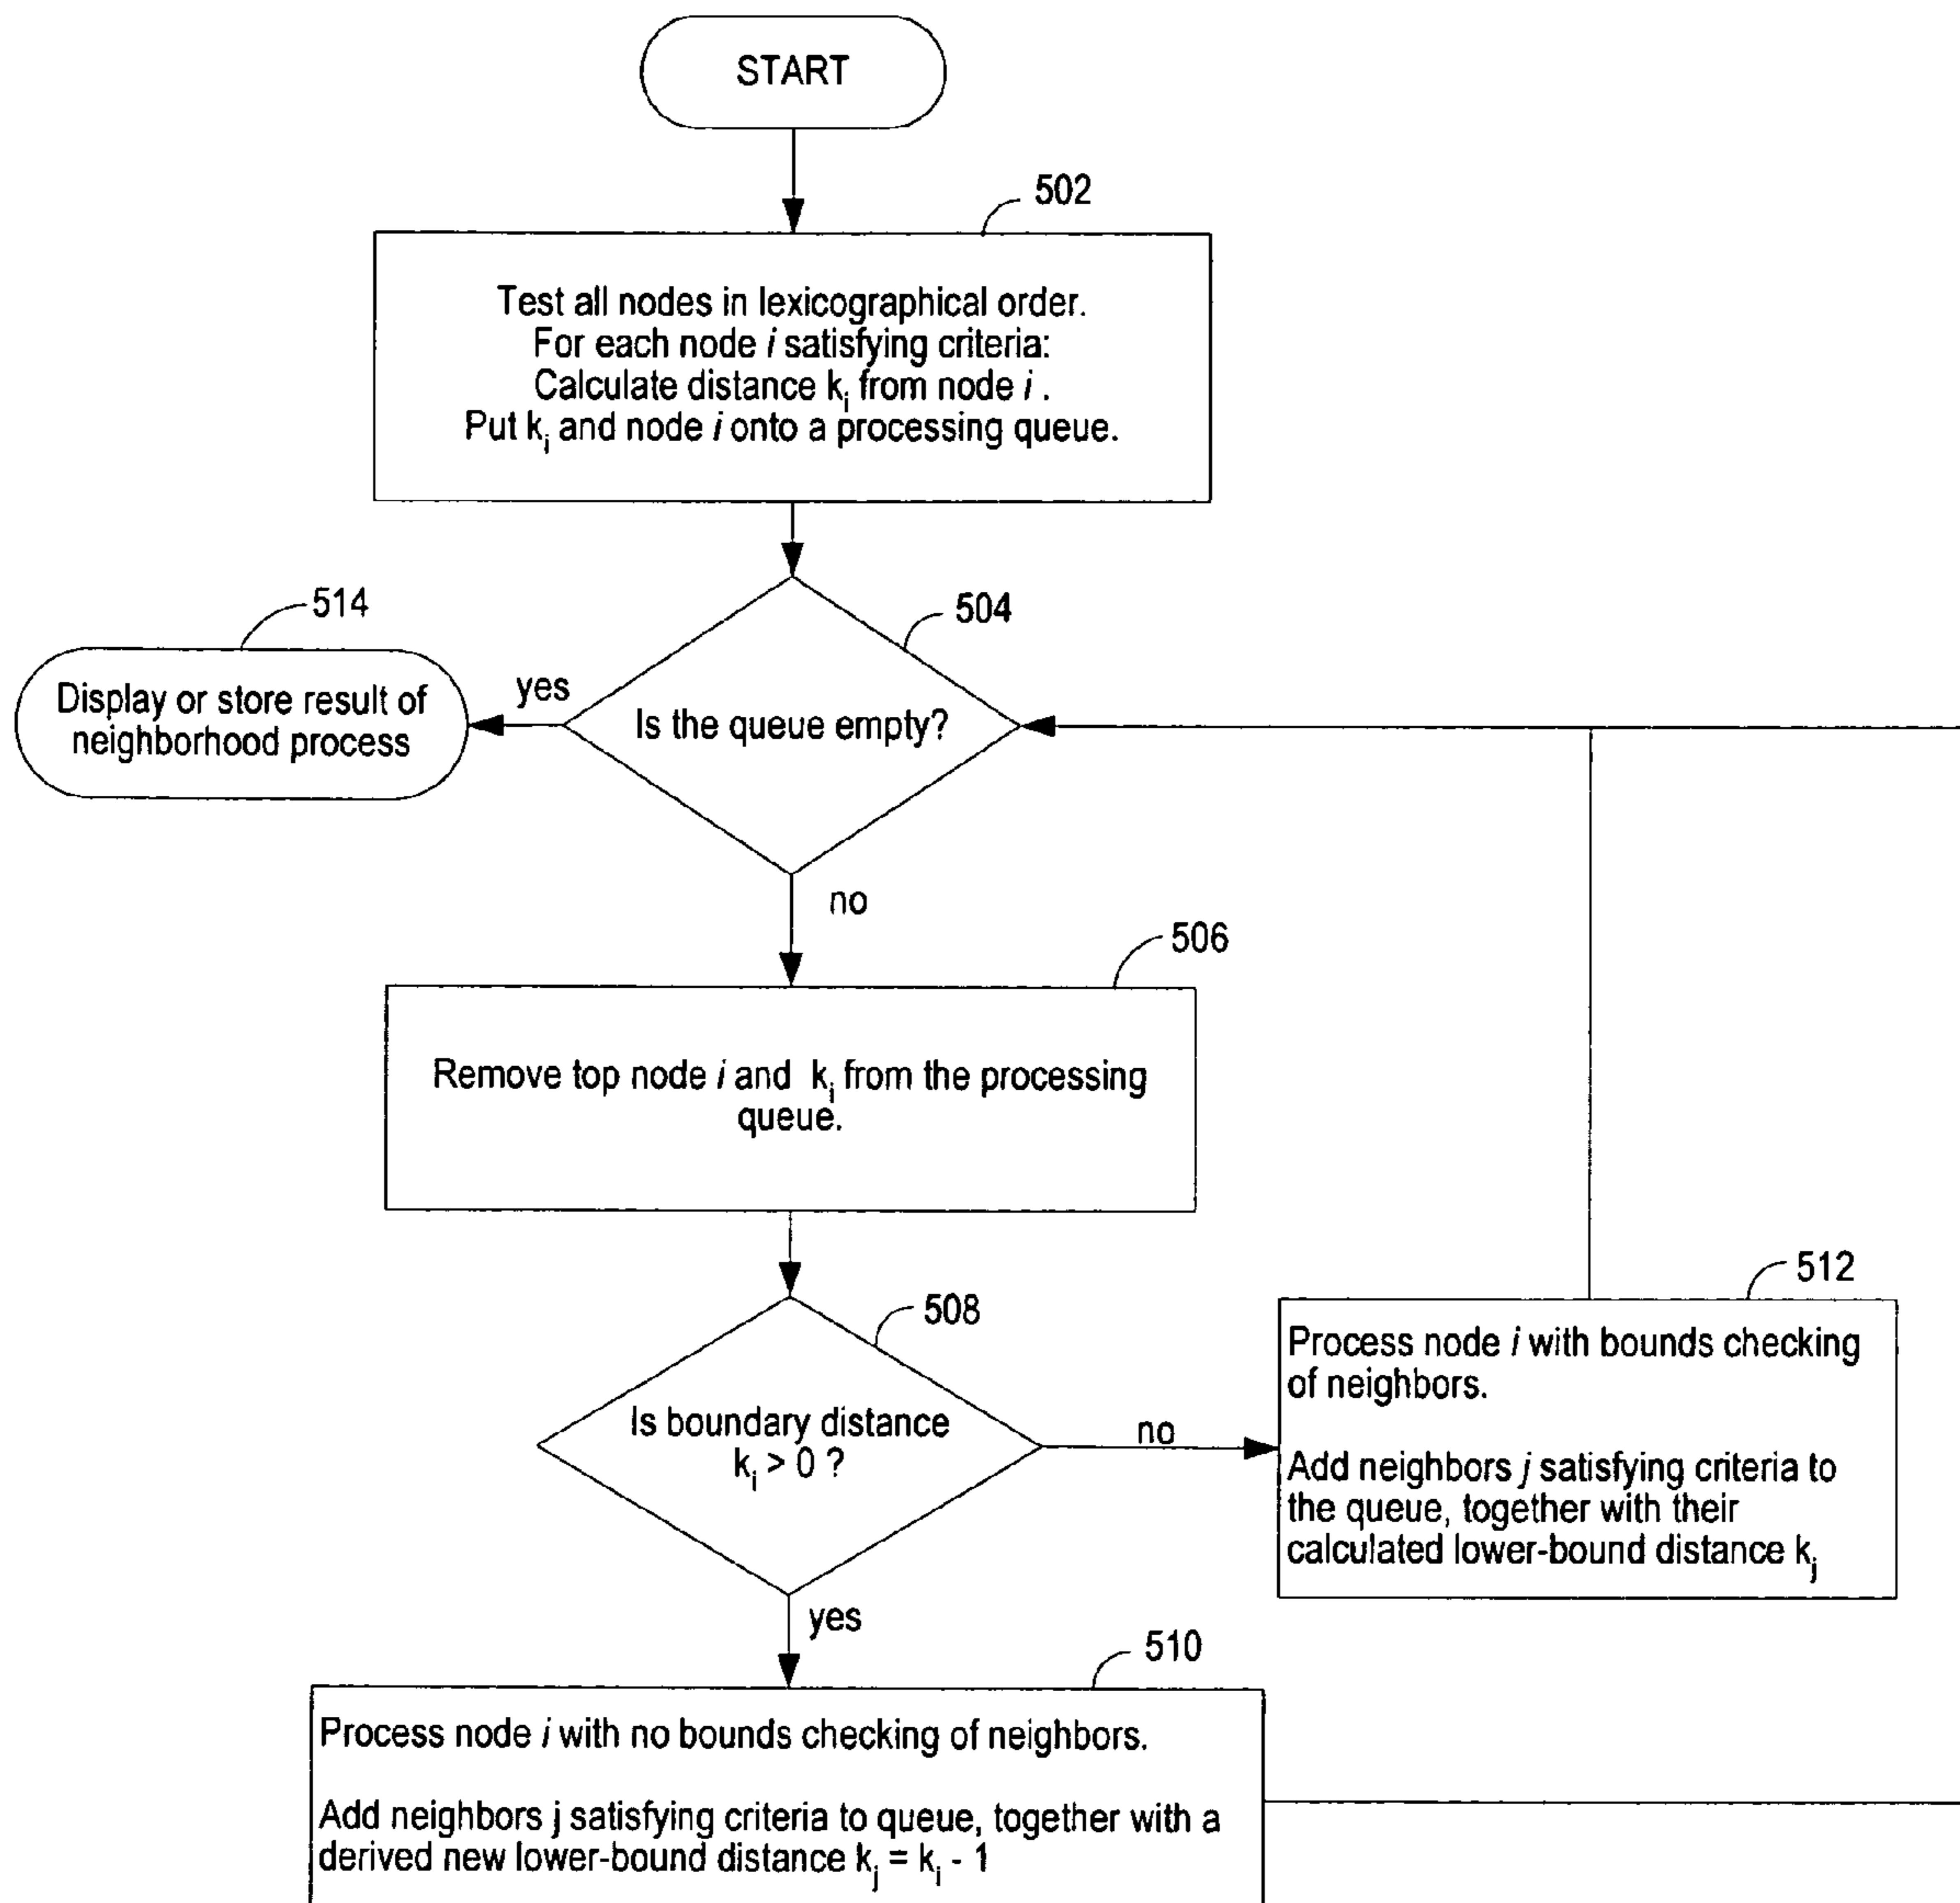 START
502
Test all nodes in lexicographical order.
For each node i satisfying criteria:
Calculate distance ki from node i .
Put ki and node i onto a processing queue.
514
504
Display or store result of
neighborhood process
yes
Is the queue empty?
no
506
Remove top node i and ki from the processing
queue.
508
512
Is boundary distance
ki > 0 ?
no
Process node i with bounds checking
of neighbors.
Add neighbors j satisfying criteria to
the queue, together with their
calculated lower-bound distance kj
yes
510
Process node i with no bounds checking of neighbors.
Add neighbors j satisfying criteria to queue, together with a
derived new lower-bound distance kj = ki - 1